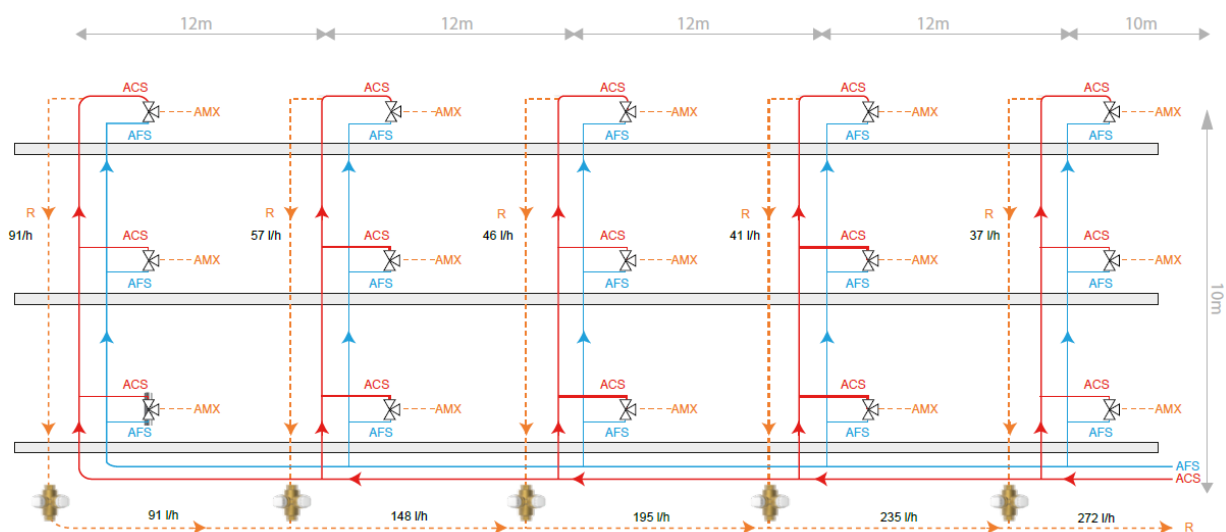 12m 12m 12m 12m 10m
ACS ACS ACS ACS ACS
AMX AMX AMX AMX AMX
AFS AFS AFS AFS AFS
R R R R R
91/h 57 l/h 46 l/h 41 l/h 37 l/h
ACS ACS ACS ACS ACS
AMX AMX AMX AMX AMX
AFS AFS AFS AFS AFS
10m
ACS ACS ACS ACS ACS
AMX AMX AMX AMX AMX
AFS AFS AFS AFS AFS
AFS
ACS
91 l/h 148 l/h 195 l/h 235 l/h 272 l/h R